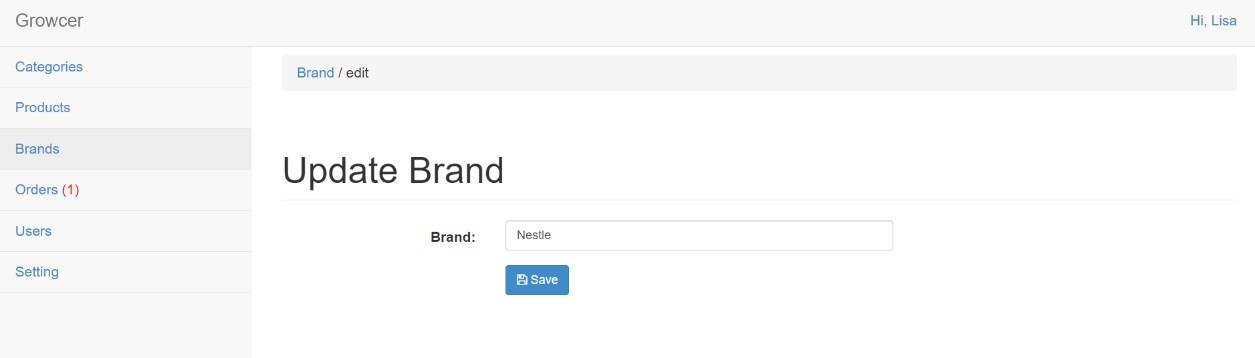 Growcer
Hi, Lisa
Categories
Products
Brands
Orders (1)
Users
Setting
Brand / edit
Update Brand
Brand: Nestle
Save